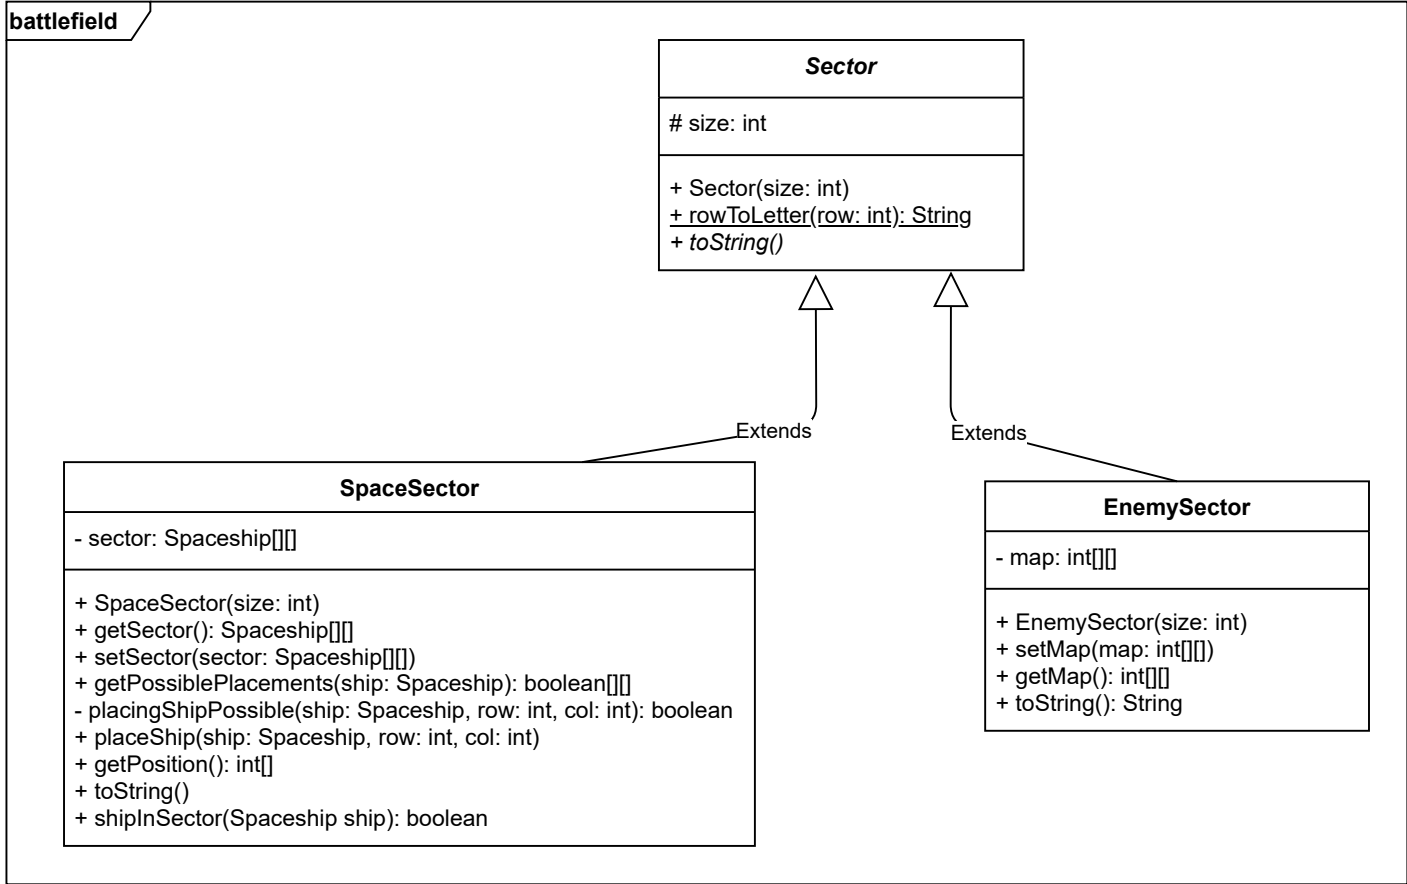 battlefield
Sector
# size: int
+ Sector(size: int)
+ rowToLetter(row: int): String
+ toString()
Extends
Extends
SpaceSector
- sector: Spaceship[][]
+ SpaceSector(size: int)
+ getSector(): Spaceship[][]
+ setSector(sector: Spaceship[][])
+ getPossiblePlacements(ship: Spaceship): boolean[][]
- placingShipPossible(ship: Spaceship, row: int, col: int): boolean
+ placeShip(ship: Spaceship, row: int, col: int)
+ getPosition(): int[]
+ toString()
+ shipInSector(Spaceship ship): boolean
EnemySector
- map: int[][]
+ EnemySector(size: int)
+ setMap(map: int[][])
+ getMap(): int[][]
+ toString(): String